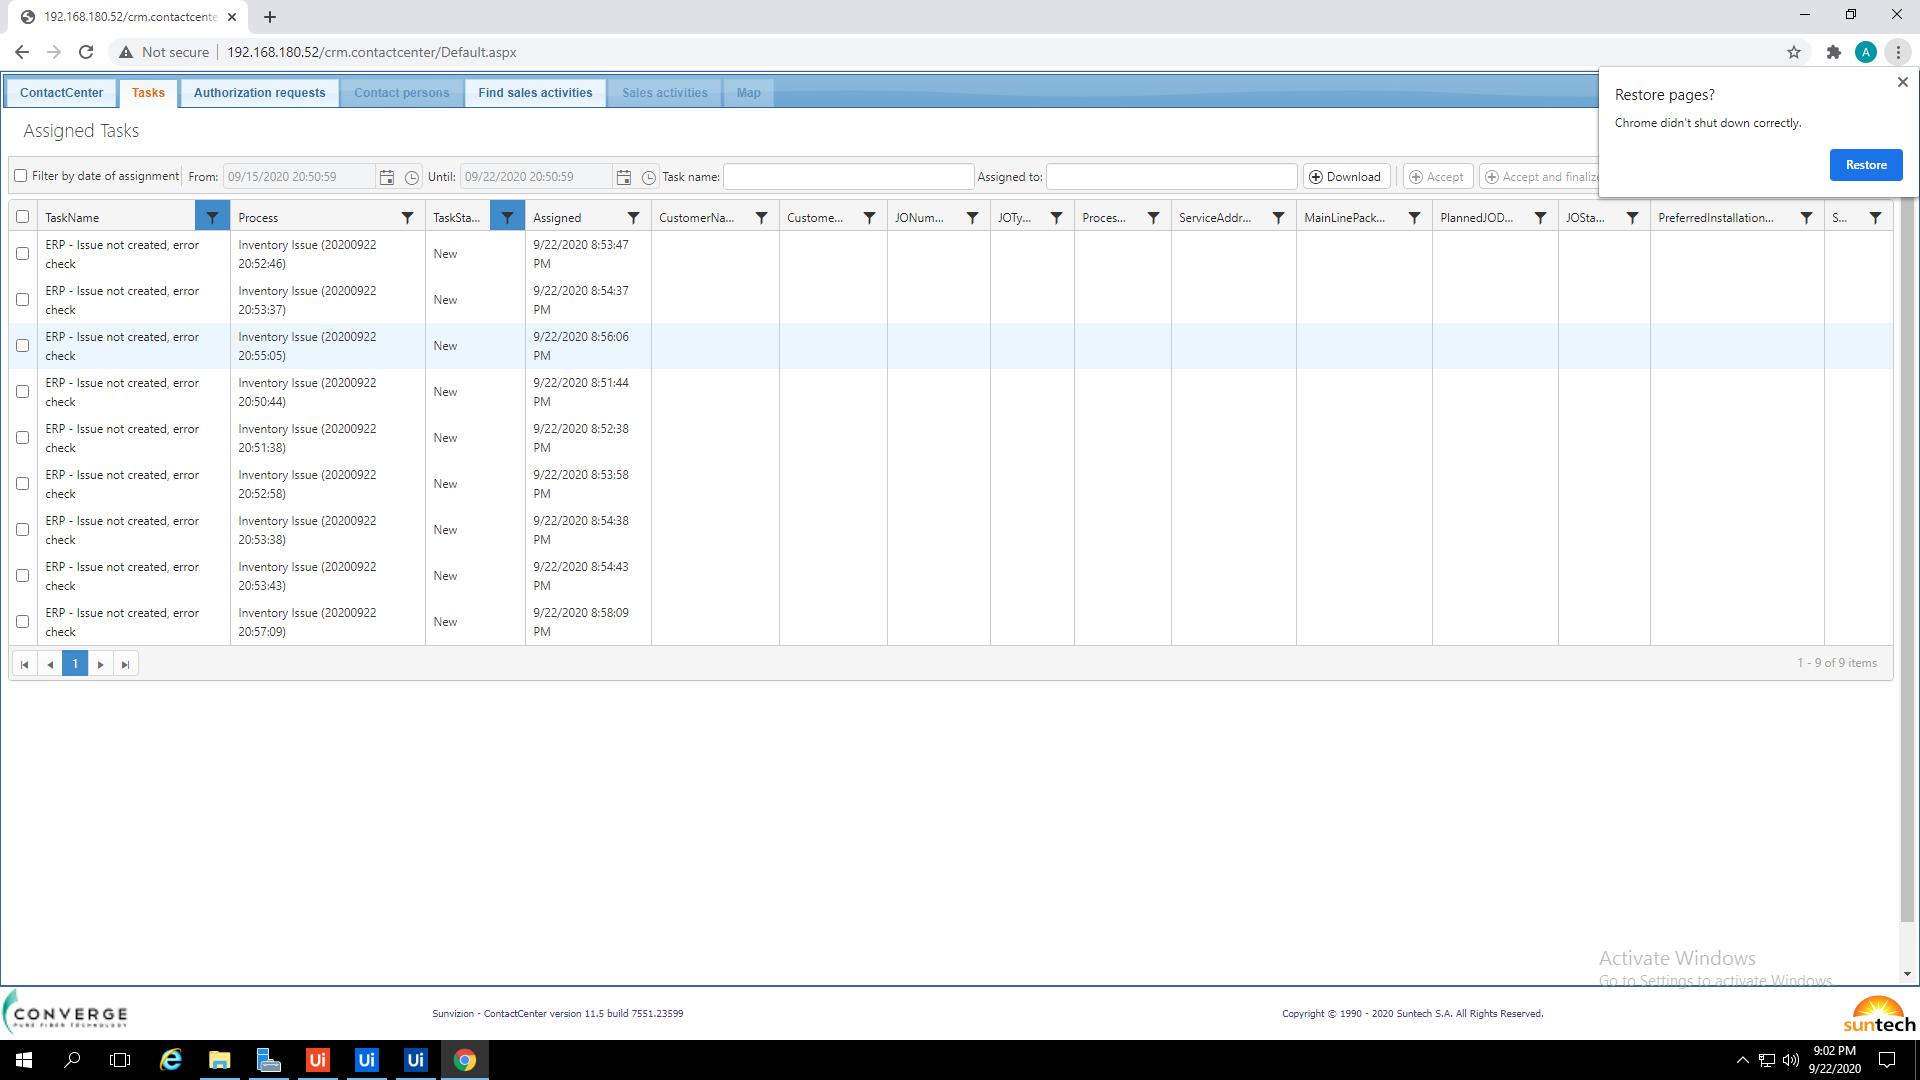 192.168.180.52/crm.contactcente
Not secure
192.168.180.52/crm.contactcenter/Default.aspx
A
ContactCenter
Tasks
Authorization requests
Contact persons
Find sales activities
Sales activities
Map
Restore pages?
Chrome didn't shut down correctly.
Restore
Assigned Tasks
Filter by date of assignment
From:
09/15/2020 20:50:59
Until:
09/22/2020 20:50:59
Task name:
Assigned to:
Download
Accept
Accept and finalize
TaskName
Process
TaskSta...
Assigned
CustomerNa...
Custome...
JONum...
JOTy...
Proces...
ServiceAddr...
MainLinePack...
PlannedJOD...
JOSta...
PreferredInstallation...
S...
ERP - Issue not created, error
check
Inventory Issue (20200922
20:52:46)
New
9/22/2020 8:53:47
PM
ERP - Issue not created, error
check
Inventory Issue (20200922
20:53:37)
New
9/22/2020 8:54:37
PM
ERP - Issue not created, error
check
Inventory Issue (20200922
20:55:05)
New
9/22/2020 8:56:06
PM
ERP - Issue not created, error
check
Inventory Issue (20200922
20:50:44)
New
9/22/2020 8:51:44
PM
ERP - Issue not created, error
check
Inventory Issue (20200922
20:51:38)
New
9/22/2020 8:52:38
PM
ERP - Issue not created, error
check
Inventory Issue (20200922
20:52:58)
New
9/22/2020 8:53:58
PM
ERP - Issue not created, error
check
Inventory Issue (20200922
20:53:38)
New
9/22/2020 8:54:38
PM
ERP - Issue not created, error
check
Inventory Issue (20200922
20:53:43)
New
9/22/2020 8:54:43
PM
ERP - Issue not created, error
check
Inventory Issue (20200922
20:57:09)
New
9/22/2020 8:58:09
PM
1
1 - 9 of 9 items
Activate Windows
Go to Settings to activate Windows.
CONVERGE
PURE FIBER TECHNOLOGY
Sunvizion - ContactCenter version 11.5 build 7551.23599
Copyright © 1990 - 2020 Suntech S.A. All Rights Reserved.
suntech
Ui
Ui
Ui
9:02 PM
9/22/2020